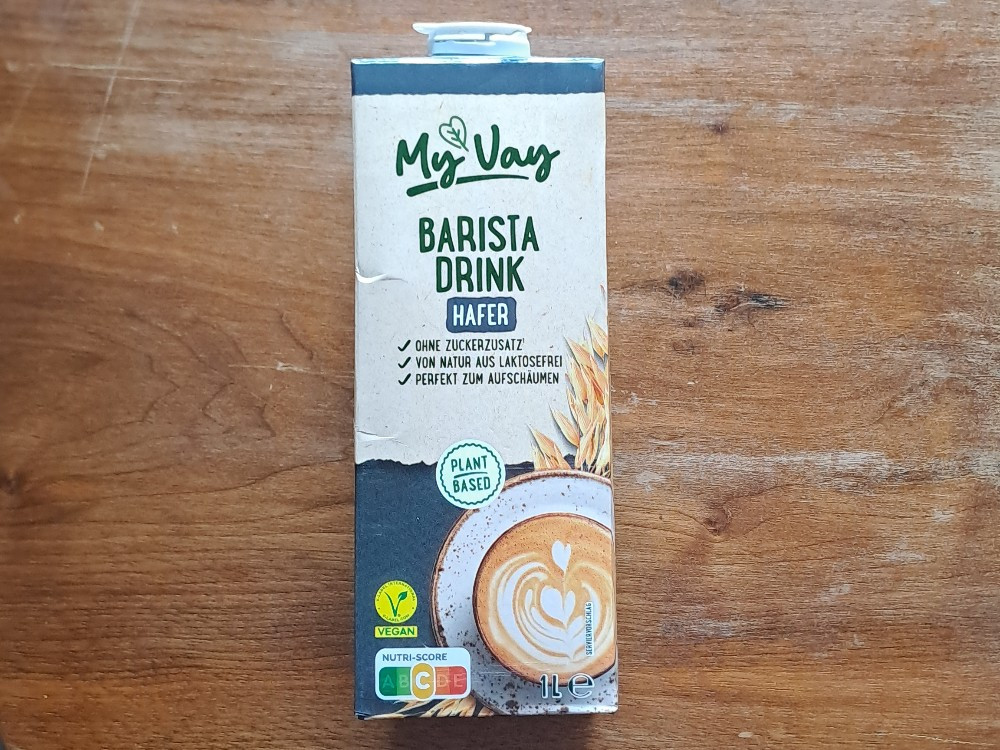 My Vay
BARISTA
DRINK
HAFER
OHNE ZUCKERZUSATZ¹
VON NATUR AUS LAKTOSEFREI
PERFEKT ZUM AUFSCHÄUMEN
PLANT
BASED
VEGAN
NUTRI-SCORE
A B C D E
SERVIERVORSCHLAG
1L e